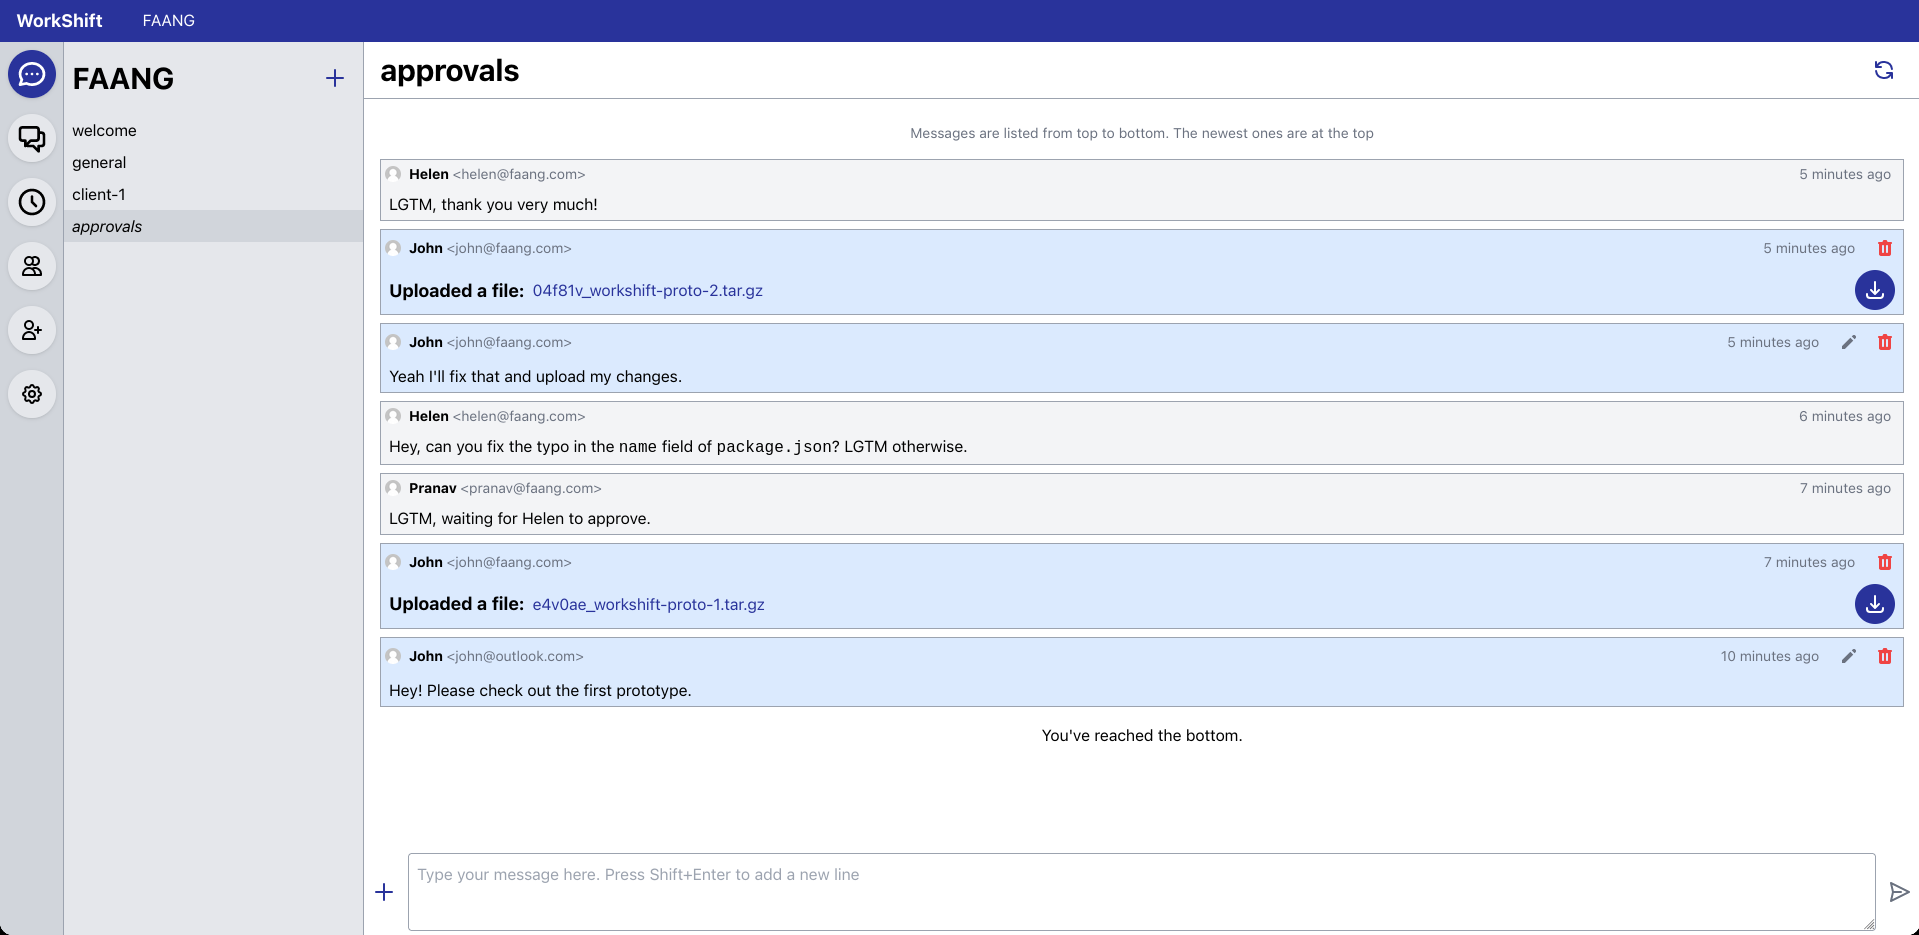 WorkShift FAANG
FAANG
welcome
general
client-1
approvals
approvals
Messages are listed from top to bottom. The newest ones are at the top
Helen <helen@faang.com> 5 minutes ago
LGTM, thank you very much!
John <john@faang.com> 5 minutes ago
Uploaded a file: 04f81v_workshift-proto-2.tar.gz
John <john@faang.com> 5 minutes ago
Yeah I'll fix that and upload my changes.
Helen <helen@faang.com> 6 minutes ago
Hey, can you fix the typo in the name field of package.json? LGTM otherwise.
Pranav <pranav@faang.com> 7 minutes ago
LGTM, waiting for Helen to approve.
John <john@faang.com> 7 minutes ago
Uploaded a file: e4v0ae_workshift-proto-1.tar.gz
John <john@outlook.com> 10 minutes ago
Hey! Please check out the first prototype.
You've reached the bottom.
Type your message here. Press Shift+Enter to add a new line